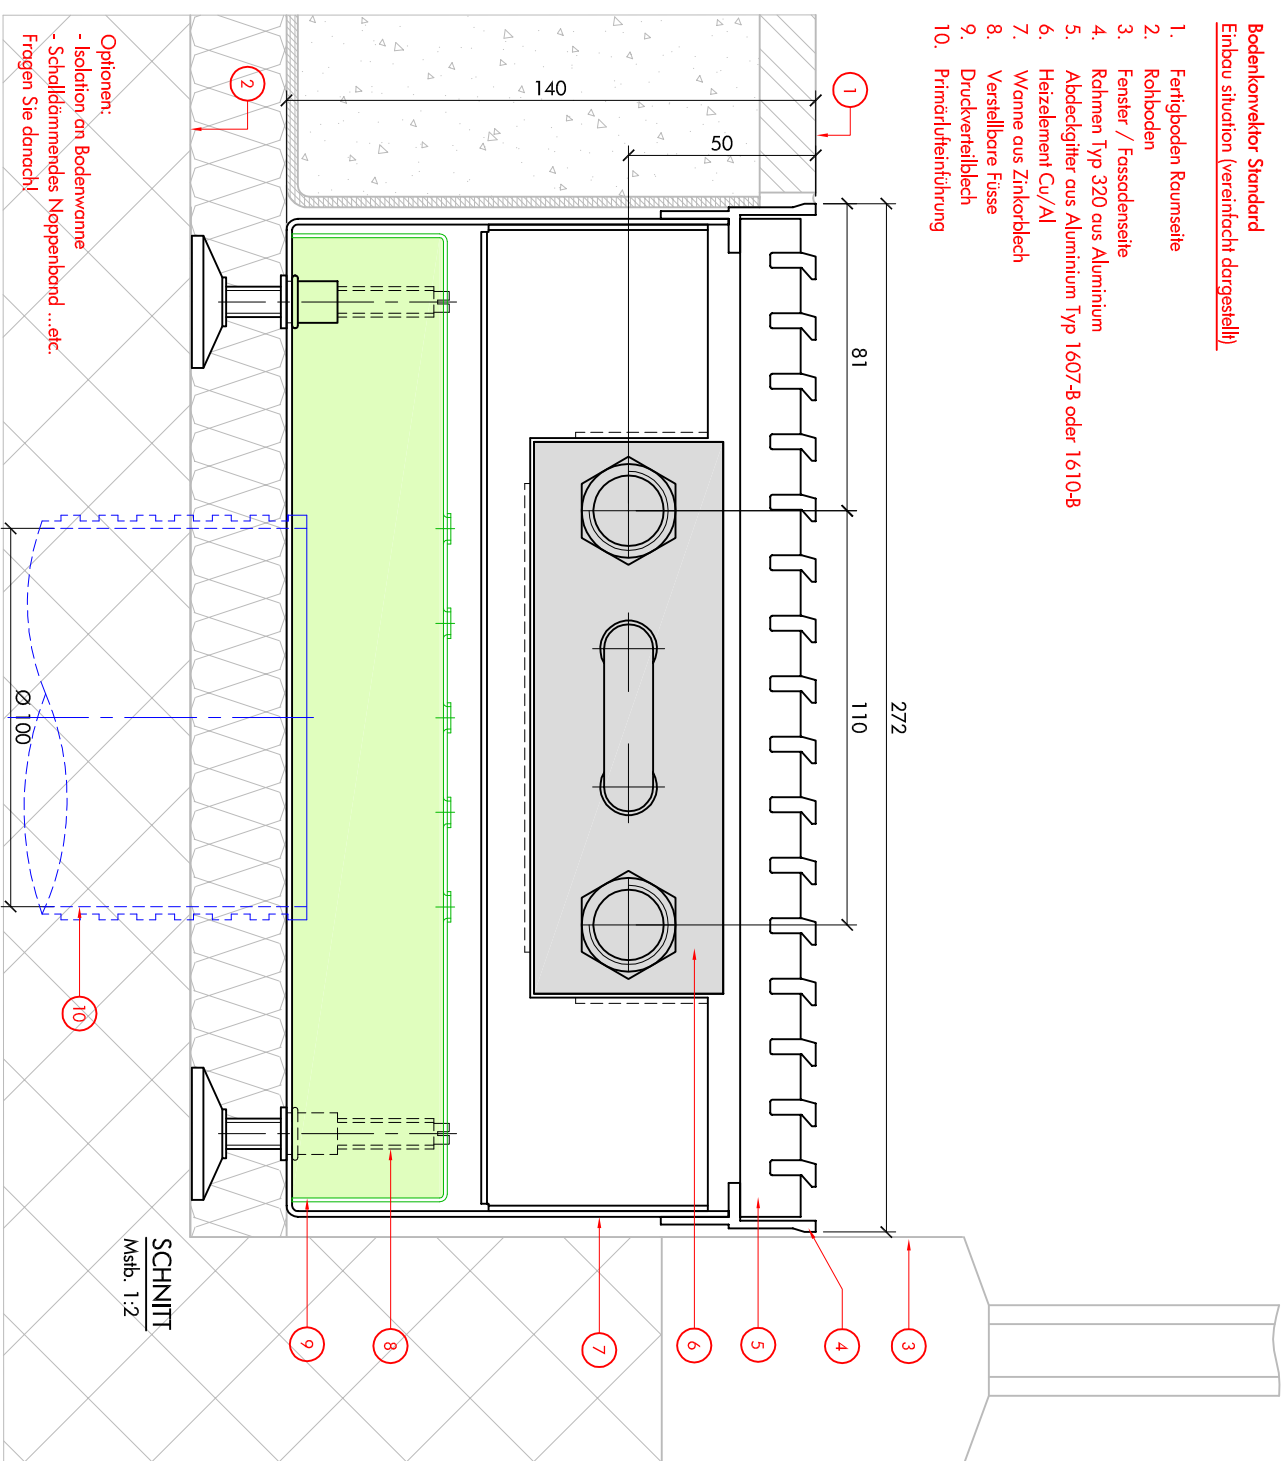 Bodenkonvektor Standard
Einbau situation (vereinfacht dargestellt)
1. Fertigboden Raumseite
2. Rohboden
3. Fenster / Fassadenseite
4. Rahmen Typ 320 aus Aluminium
5. Abdeckgitter aus Aluminium Typ 1607-B oder 1610-B
6. Heizelement Cu/Al
7. Wanne aus Zinkorblech
8. Verstellbare Füsse
9. Druckverteilblech
10. Primärlufteinführung
272
81
110
1
50
140
2
3
4
5
6
7
8
9
10
Ø 100
SCHNITT
Mstb. 1:2
Optionen:
- Isolation an Bodenwanne
- Schalldämmendes Noppenband ...etc.
Fragen Sie danach!